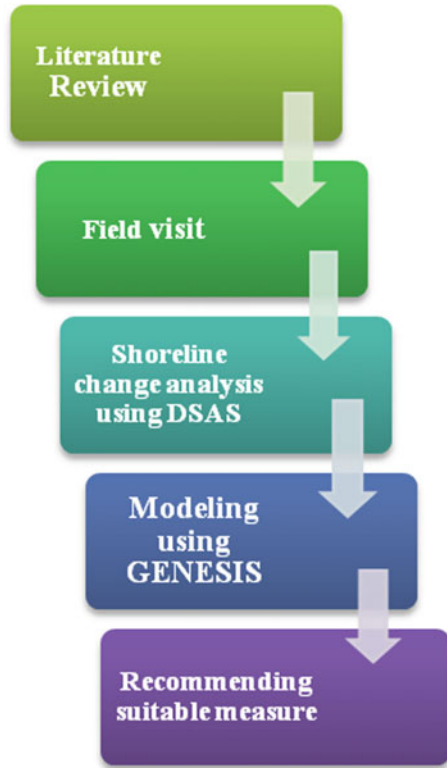 Literature
Review
Field visit
Shoreline
change analysis
using DSAS
Modeling
using
GENESIS
Recommending
suitable measure